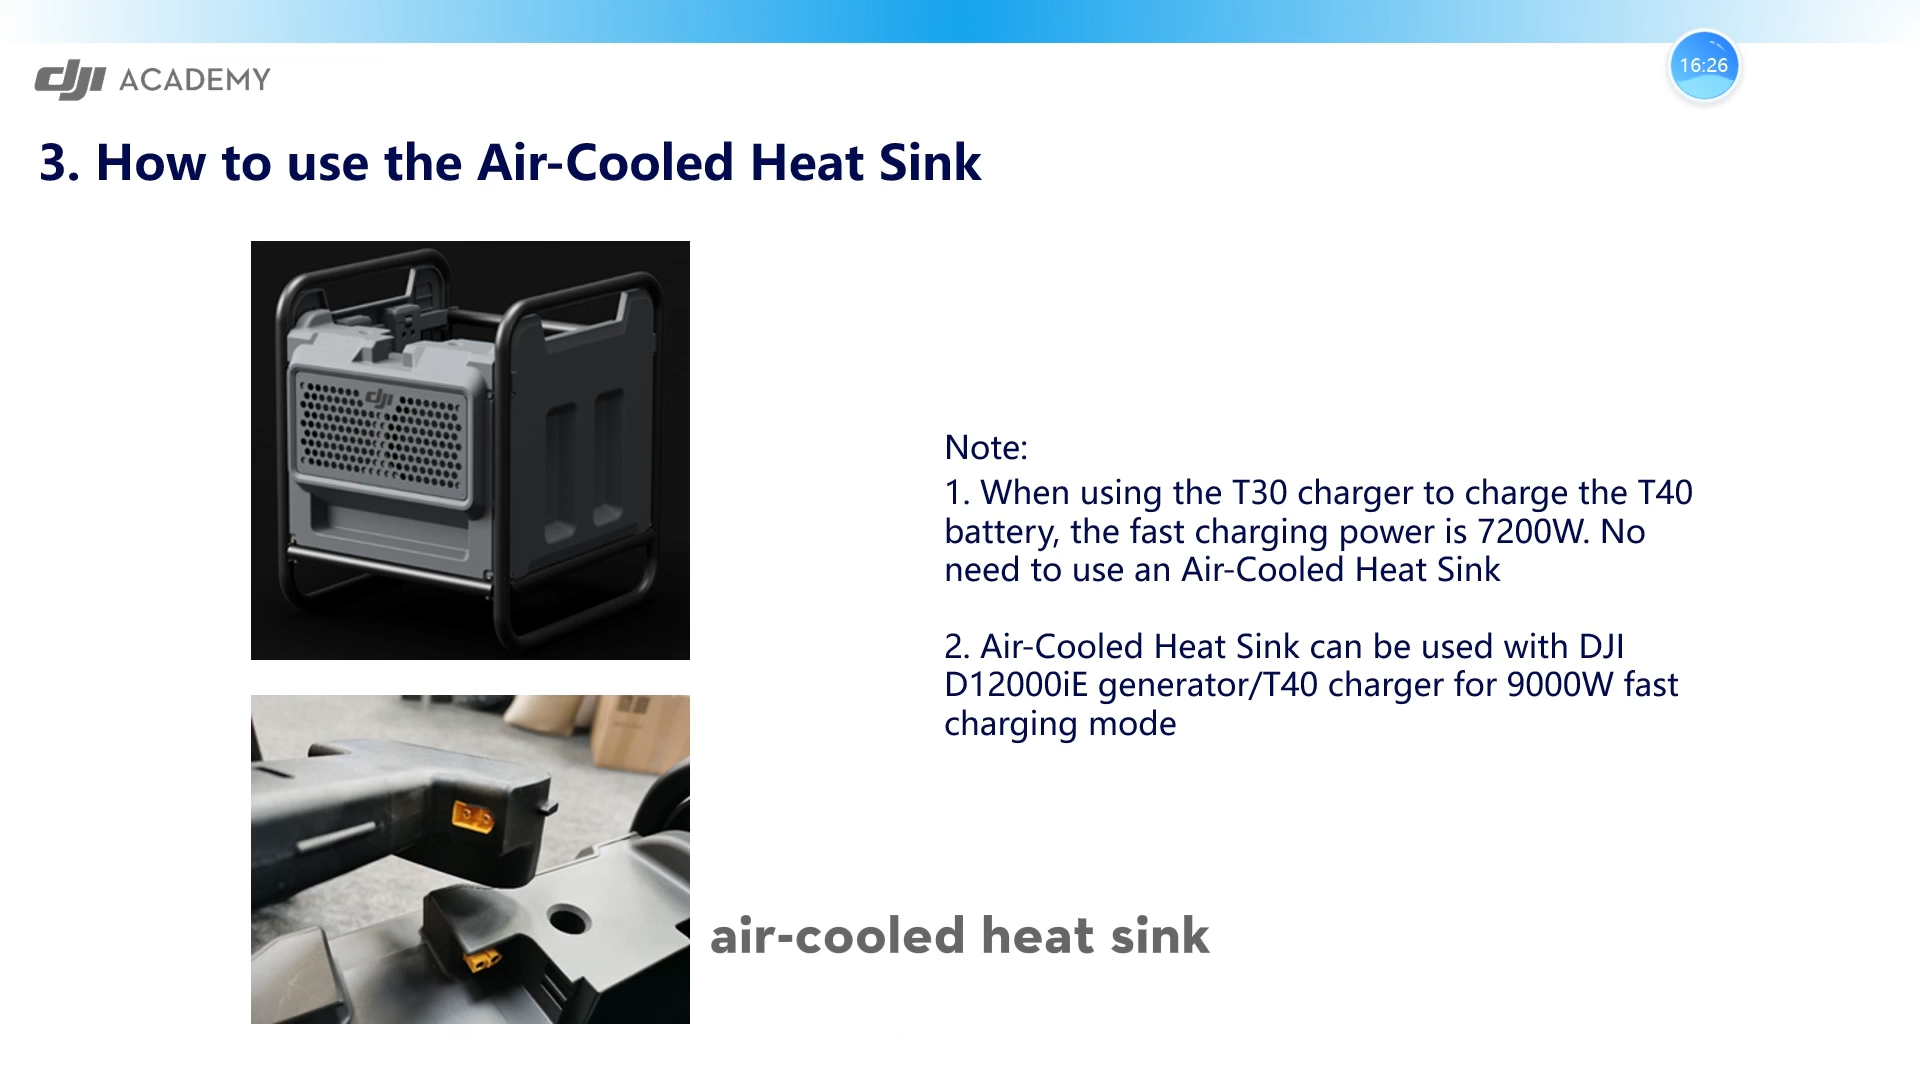 dji ACADEMY
16:26
3. How to use the Air-Cooled Heat Sink
dji
Note:
1. When using the T30 charger to charge the T40
battery, the fast charging power is 7200W. No
need to use an Air-Cooled Heat Sink
2. Air-Cooled Heat Sink can be used with DJI
D12000iE generator/T40 charger for 9000W fast
charging mode
air-cooled heat sink